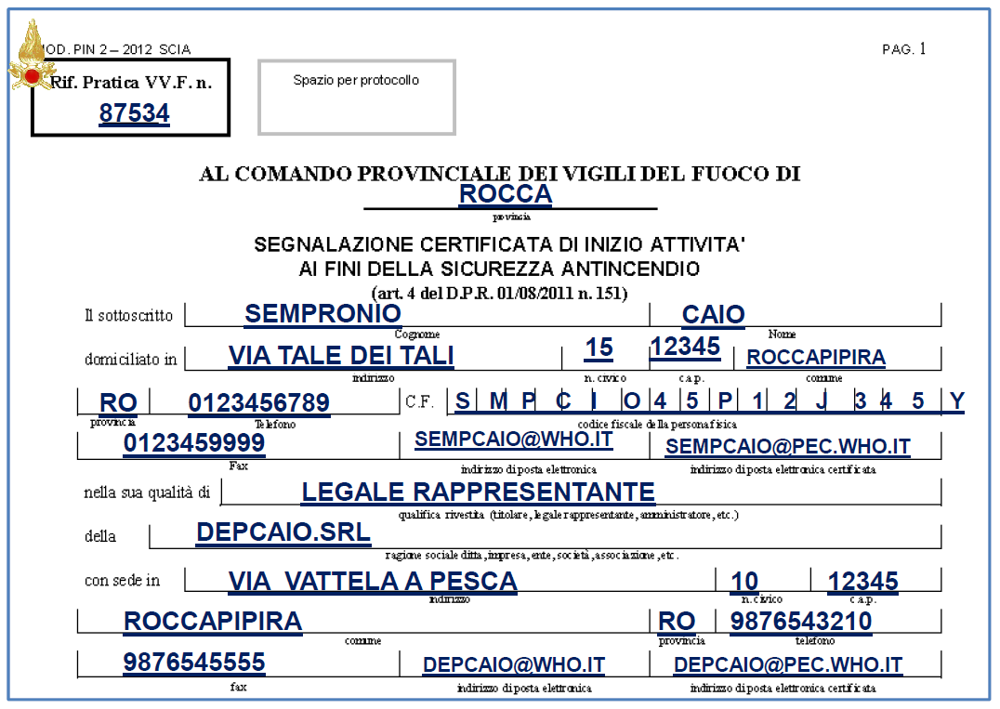 MOD. PIN 2 – 2012 SCIA PAG. 1
Rif. Pratica VV.F. n.
87534
Spazio per protocollo
AL COMANDO PROVINCIALE DEI VIGILI DEL FUOCO DI
ROCCA
provincia
SEGNALAZIONE CERTIFICATA DI INIZIO ATTIVITA'
AI FINI DELLA SICUREZZA ANTINCENDIO
(art. 4 del D.P.R. 01/08/2011 n. 151)
Il sottoscritto SEMPRONIO CAIO
Cognome Nome
domiciliato in VIA TALE DEI TALI 15 12345 ROCCAPIPIRA
indirizzo n. civico c.a.p. comune
RO 0123456789 C.F. S M P C I O 4 5 P 1 2 J 3 4 5 Y
provincia Telefono codice fiscale della persona fisica
0123459999 SEMPCAIO@WHO.IT SEMPCAIO@PEC.WHO.IT
Fax indirizzo di posta elettronica indirizzo di posta elettronica certificata
nella sua qualità di LEGALE RAPPRESENTANTE
qualifica rivestita (titolare, legale rappresentante, amministratore, etc.)
della DEPCAIO.SRL
ragione sociale ditta, impresa, ente, società, associazione, etc.
con sede in VIA VATTELA A PESCA 10 12345
indirizzo n. civico c.a.p.
ROCCAPIPIRA RO 9876543210
comune provincia telefono
9876545555 DEPCAIO@WHO.IT DEPCAIO@PEC.WHO.IT
fax indirizzo di posta elettronica indirizzo di posta elettronica certificata